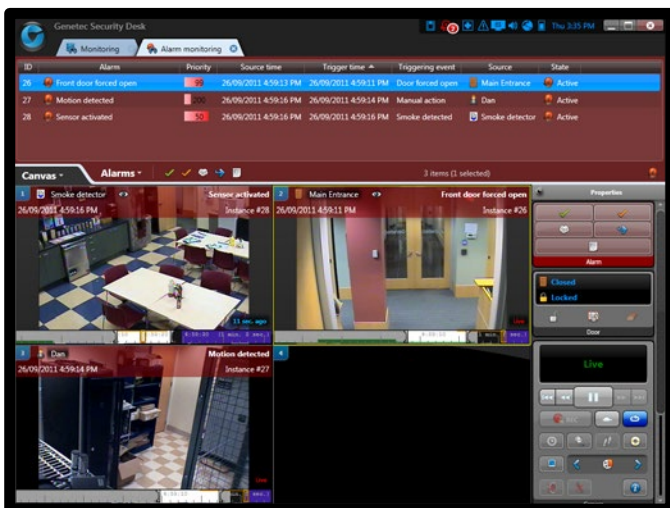 Genetec Security Desk
2
Thu 3:35 PM
Monitoring
Alarm monitoring
ID Alarm Priority Source time Trigger time Triggering event Source State
26 Front door forced open 99 26/09/2011 4:59:13 PM 26/09/2011 4:59:11 PM Door forced open Main Entrance Active
27 Motion detected 200 26/09/2011 4:59:16 PM 26/09/2011 4:59:14 PM Manual action Dan Active
28 Sensor activated 50 26/09/2011 4:59:16 PM 26/09/2011 4:59:16 PM Smoke detected Smoke detector Active
Canvas
Alarms
3 items (1 selected)
Properties
1 Smoke detector Sensor activated
26/09/2011 4:59:16 PM Instance #28
11 sec. ago
2 Main Entrance Front door forced open
26/09/2011 4:59:11 PM Instance #26
Live
Alarm
Closed
Locked
Door
3 Dan Motion detected
26/09/2011 4:59:14 PM Instance #27
Live
4
Live